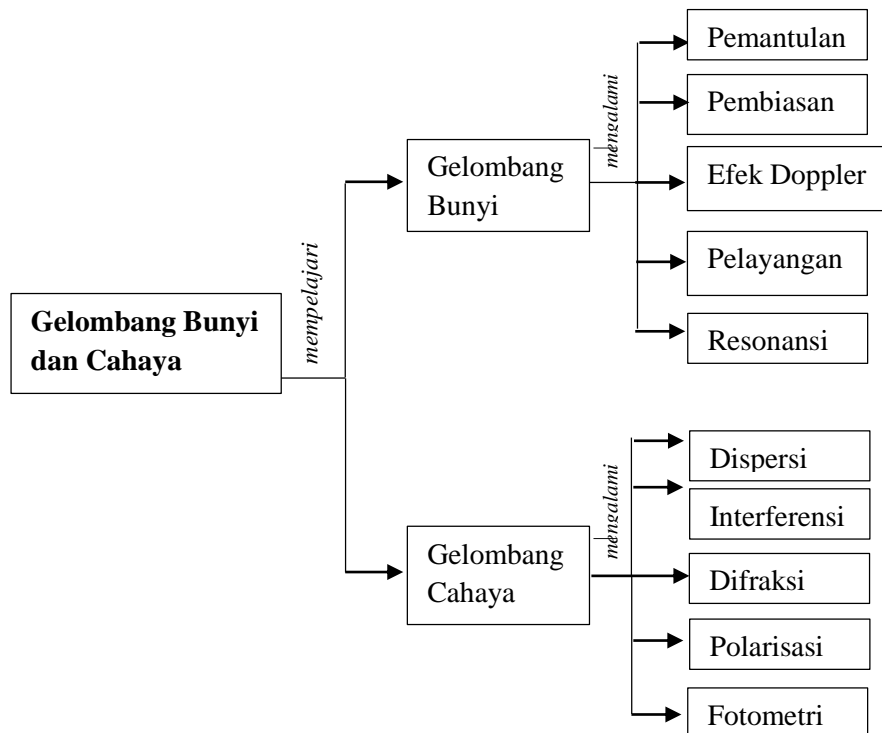 Gelombang Bunyi
dan Cahaya
mempelajari
Gelombang
Bunyi
mengalami
Pemantulan
Pembiasan
Efek Doppler
Pelayangan
Resonansi
Gelombang
Cahaya
mengalami
Dispersi
Interferensi
Difraksi
Polarisasi
Fotometri